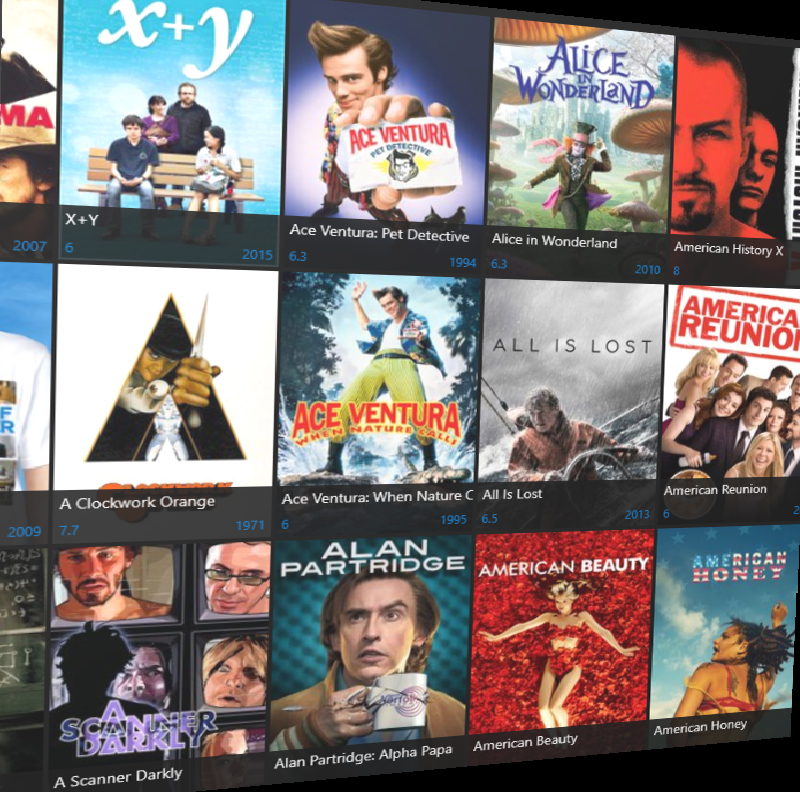 MA
2007
x+y
X+Y
6
2015
ACE VENTURA
PET DETECTIVE
Ace Ventura: Pet Detective
6.3
1994
ALICE
IN
WONDERLAND
Alice in Wonderland
6.3
2010
American History X
8
2009
A Clockwork Orange
7.7
1971
ACE VENTURA
WHEN NATURE CALLS
Ace Ventura: When Nature C
6
1995
ALL IS LOST
All Is Lost
6.5
2013
AMERICA
REUNION
American Reunion
6
A
SCANNER
DARKLY
A Scanner Darkly
ALAN
PARTRIDGE
Norfolk
Alan Partridge: Alpha Papa
AMERICAN BEAUTY
American Beauty
AMERICAN
HONEY
American Honey